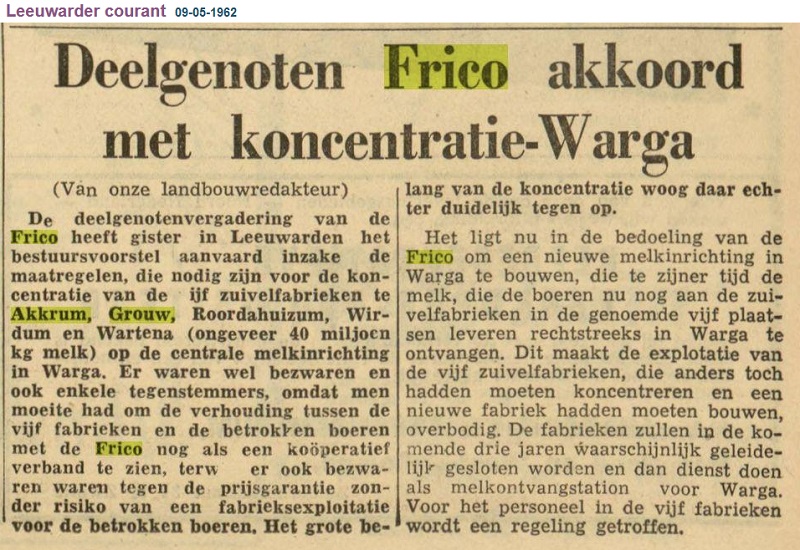 Leeuwarder courant 09-05-1962
Deelgenoten Frico akkoord
met koncentratie-Warga
(Van onze landbouwredakteur)
De deelgenotenvergadering van de
Frico heeft gister in Leeuwarden het
bestuursvoorstel aanvaard inzake de
maatregelen, die nodig zijn voor de kon-
centratie van de ijf zuivelfabrieken te
Akkrum, Grouw, Roordahuizum, Wir-
dum en Wartena (ongeveer 40 miljoen
kg melk) op de centrale melkinrichting
in Warga. Er waren wel bezwaren en
ook enkele tegenstemmers, omdat men
moeite had om de verhouding tussen de
vijf fabrieken en de betrokken boeren
met de Frico nog als een koöperatief
verband te zien, terw er ook bezwa-
ren waren tegen de prijsgarantie zon-
der risiko van een fabrieksexploitatie
voor de betrokken boeren. Het grote be-
lang van de koncentratie woog daar ech-
ter duidelijk tegen op.
Het ligt nu in de bedoeling van de
Frico om een nieuwe melkinrichting in
Warga te bouwen, die te zijner tijd de
melk, die de boeren nu nog aan de zui-
velfabrieken in de genoemde vijf plaat-
sen leveren rechtstreeks in Warga te
ontvangen. Dit maakt de explotatie van
de vijf zuivelfabrieken, die anders toch
hadden moeten koncentreren en een
nieuwe fabriek hadden moeten bouwen,
overbodig. De fabrieken zullen in de ko-
mende drie jaren waarschijnlijk geleide-
lijk gesloten worden en dan dienst doen
als melkontvangstation voor Warga.
Voor het personeel in de vijf fabrieken
wordt een regeling getroffen.